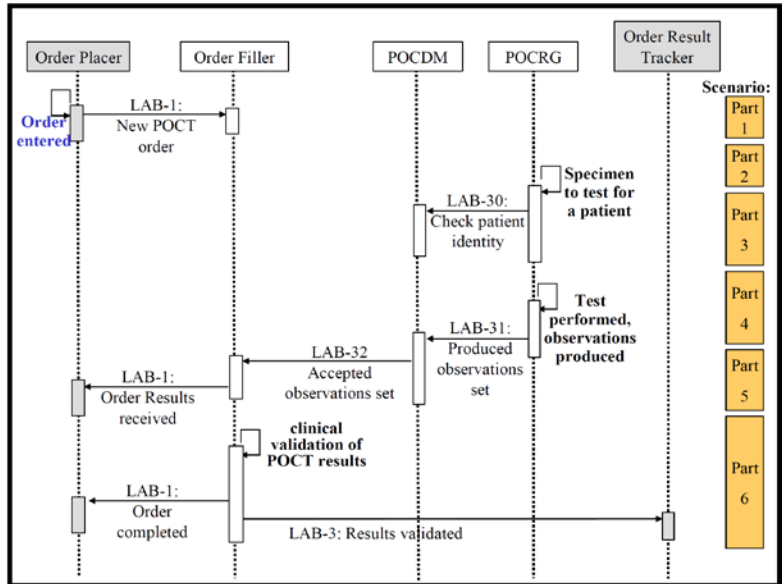 Order Placer
Order Filler
POCDM
POCRG
Order Result
Tracker
Scenario:
Order
entered
LAB-1:
New POCT
order
Part
1
Part
2
Specimen
to test for
a patient
LAB-30:
Check patient
identity
Part
3
Test
performed,
observations
produced
Part
4
LAB-31:
Produced
observations
set
LAB-32
Accepted
observations set
LAB-1:
Order Results
received
Part
5
clinical
validation of
POCT results
LAB-1:
Order
completed
LAB-3: Results validated
Part
6